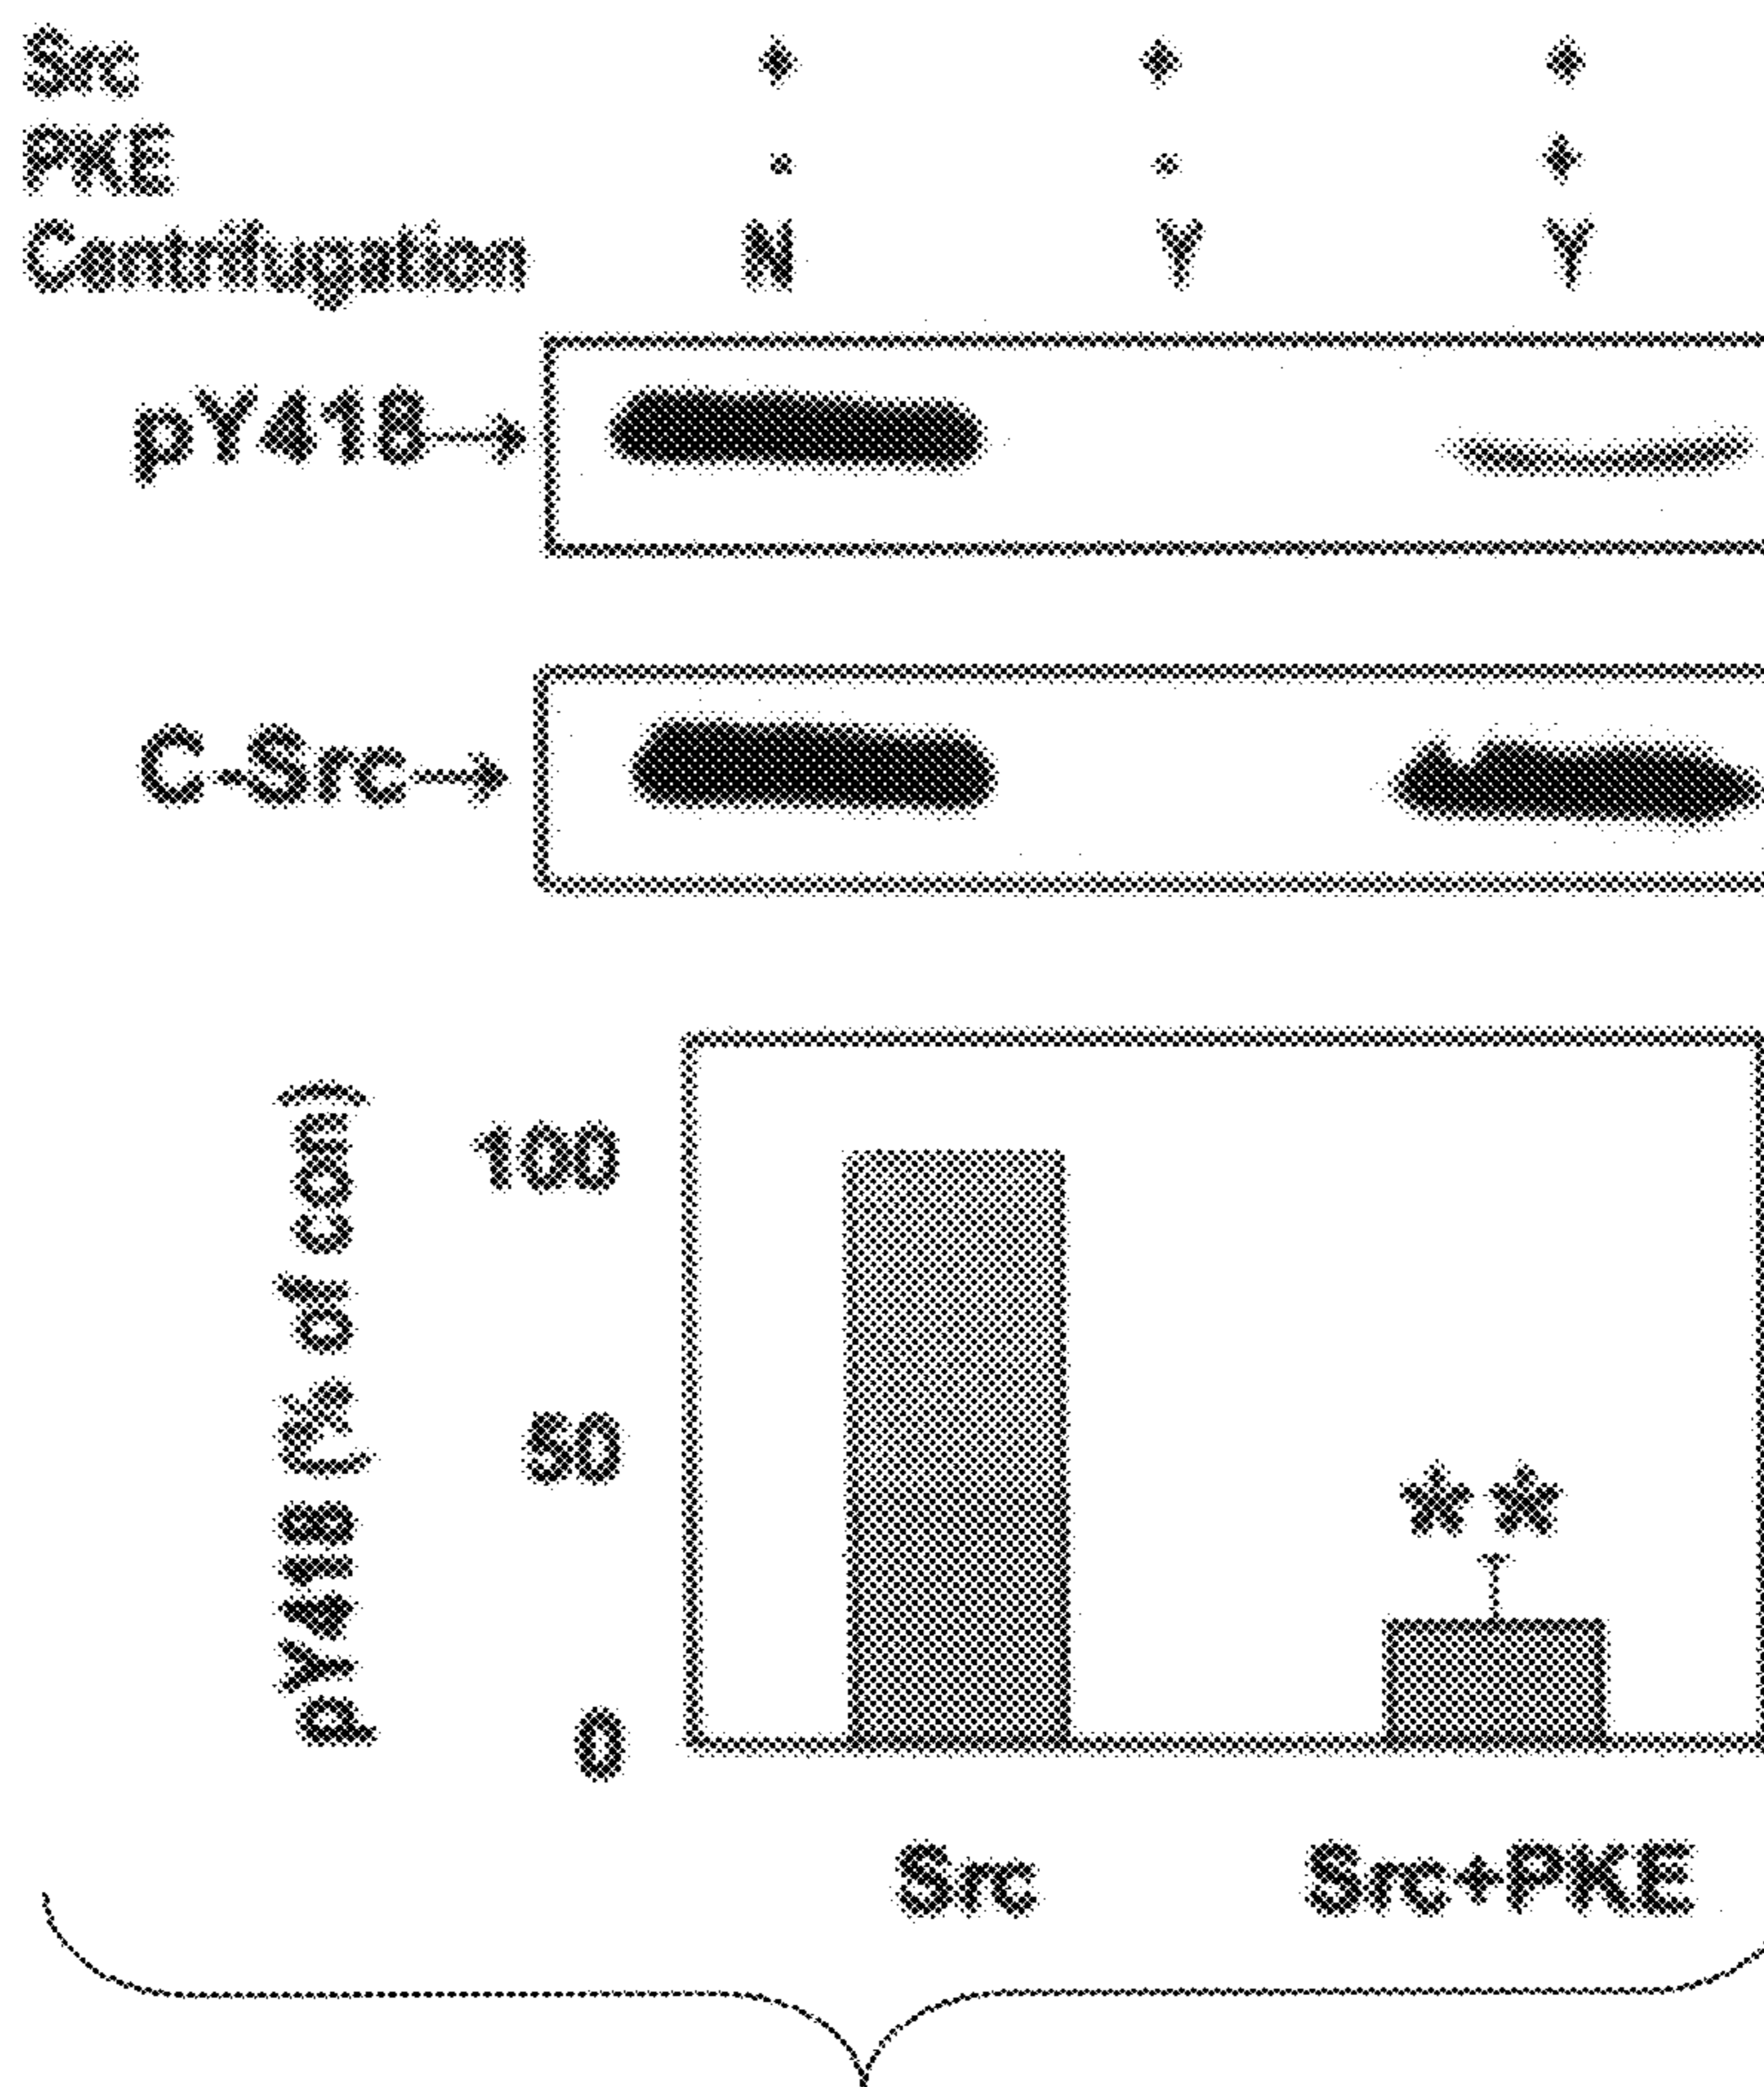 Src + + +
PKE - - +
Centrifugation N Y Y
pY418→
C-Src→
pY418 (% of con)
100
50
0
★★
Src Src+PKE